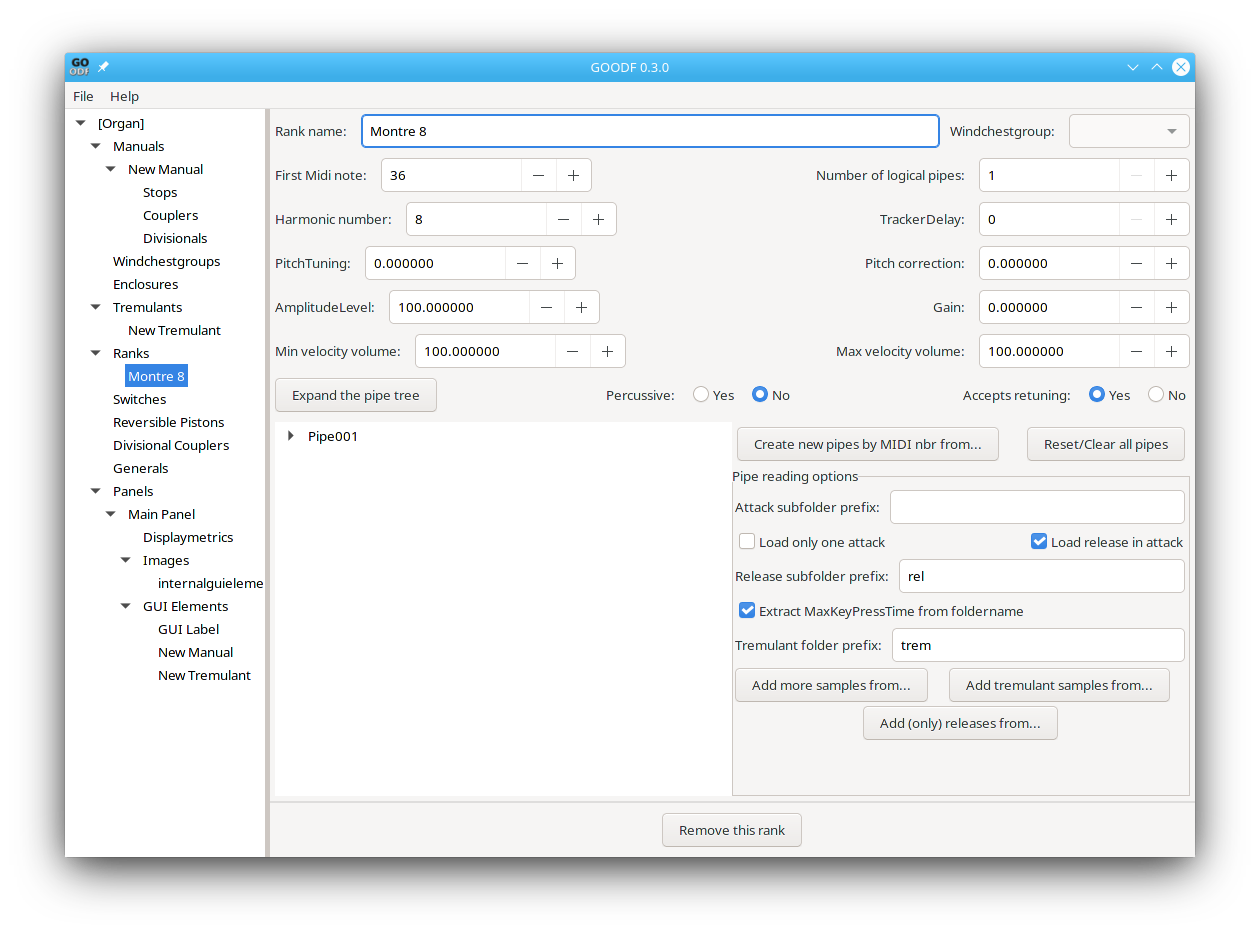 GO
ODF
GOODF 0.3.0
File Help
[Organ]
Manuals
New Manual
Stops
Couplers
Divisionals
Windchestgroups
Enclosures
Tremulants
New Tremulant
Ranks
Montre 8
Switches
Reversible Pistons
Divisional Couplers
Generals
Panels
Main Panel
Displaymetrics
Images
internalguieleme
GUI Elements
GUI Label
New Manual
New Tremulant
Rank name: Montre 8 Windchestgroup:
First Midi note: 36 Number of logical pipes: 1
Harmonic number: 8 TrackerDelay: 0
PitchTuning: 0.000000 Pitch correction: 0.000000
AmplitudeLevel: 100.000000 Gain: 0.000000
Min velocity volume: 100.000000 Max velocity volume: 100.000000
Expand the pipe tree Percussive: Yes No Accepts retuning: Yes No
Pipe001
Create new pipes by MIDI nbr from... Reset/Clear all pipes
Pipe reading options
Attack subfolder prefix:
Load only one attack Load release in attack
Release subfolder prefix: rel
Extract MaxKeyPressTime from foldername
Tremulant folder prefix: trem
Add more samples from... Add tremulant samples from...
Add (only) releases from...
Remove this rank